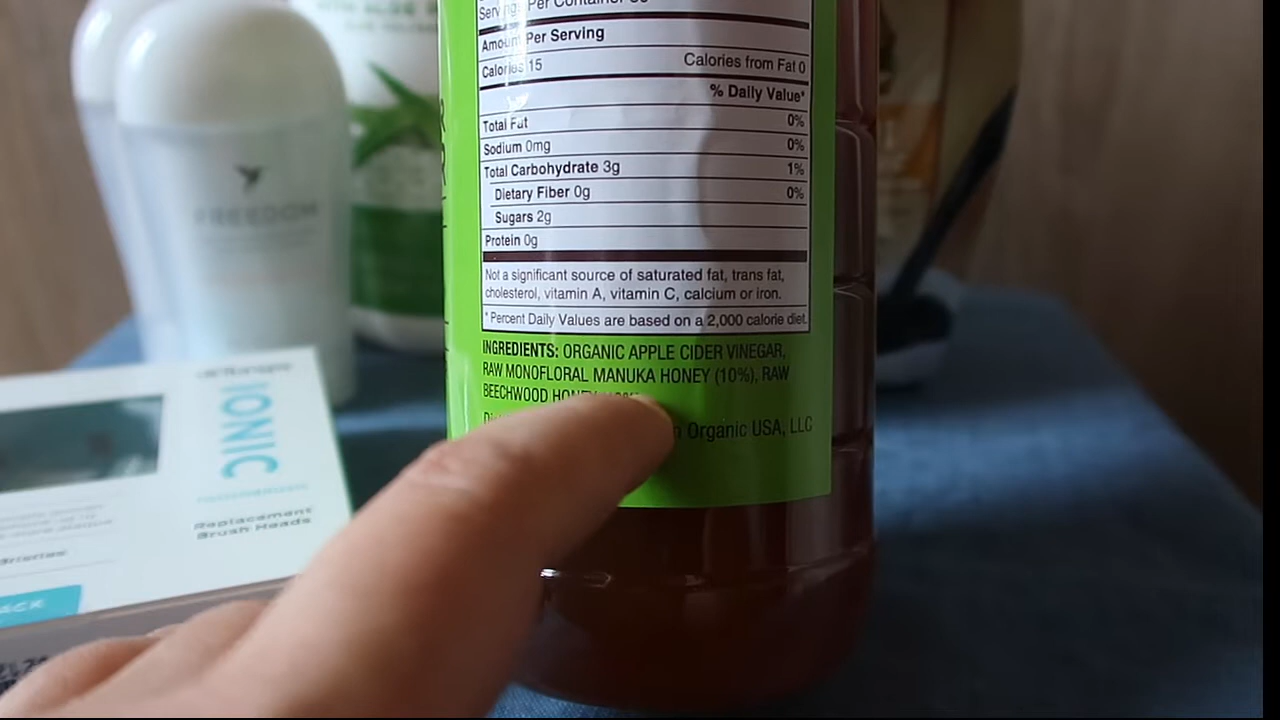 Servings Per Container
Amount Per Serving
Calories 15 Calories from Fat 0
% Daily Value*
Total Fat 0%
Sodium 0mg 0%
Total Carbohydrate 3g 1%
Dietary Fiber 0g 0%
Sugars 2g
Protein 0g
Not a significant source of saturated fat, trans fat,
cholesterol, vitamin A, vitamin C, calcium or iron.
* Percent Daily Values are based on a 2,000 calorie diet.
INGREDIENTS: ORGANIC APPLE CIDER VINEGAR,
RAW MONOFLORAL MANUKA HONEY (10%), RAW
BEECHWOOD HONEY
Organic USA, LLC
FREEDOM
IONIC
Replacement
Brush Heads